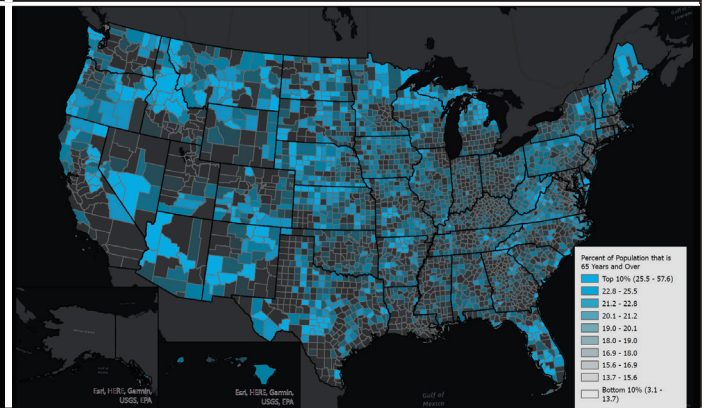 Percent of Population that is
65 Years and Over
Top 10% (25.5 - 57.6)
22.8 - 25.5
21.2 - 22.8
20.1 - 21.2
19.0 - 20.1
18.0 - 19.0
16.9 - 18.0
15.6 - 16.9
13.7 - 15.6
Bottom 10% (3.1 -
13.7)
Esri, HERE, Garmin,
USGS, EPA
Esri, HERE, Garmin,
USGS, EPA
Gulf of
Mexico